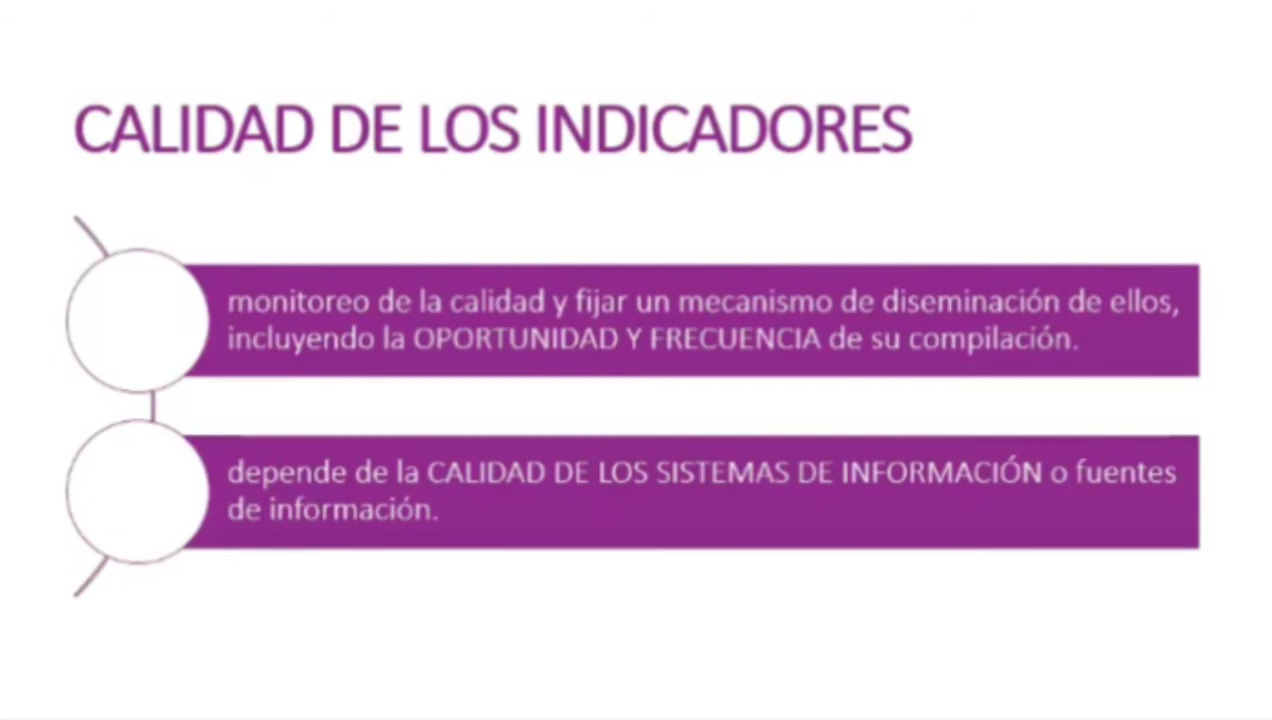 CALIDAD DE LOS INDICADORES
monitoreo de la calidad y fijar un mecanismo de diseminación de ellos,
incluyendo la OPORTUNIDAD Y FRECUENCIA de su compilación.
depende de la CALIDAD DE LOS SISTEMAS DE INFORMACIÓN o fuentes
de información.